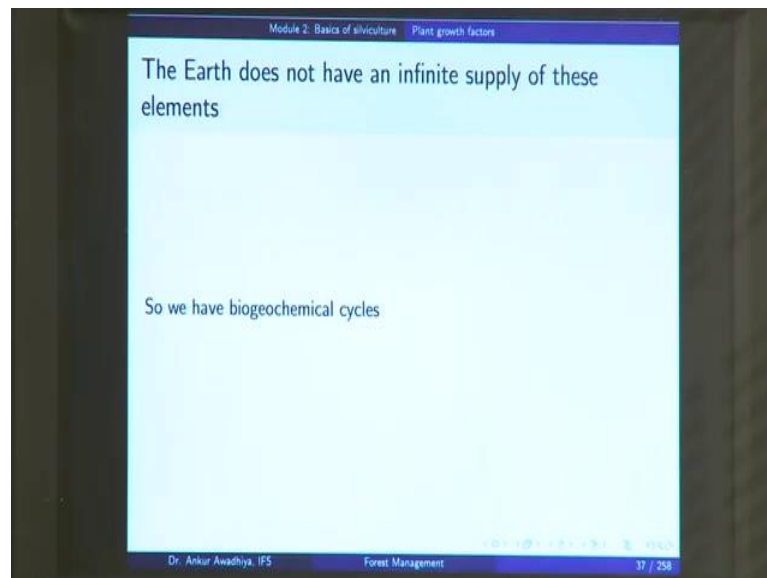 Module 2: Basics of silviculture Plant growth factors
The Earth does not have an infinite supply of these
elements
So we have biogeochemical cycles
Dr. Ankur Awadhiya, IFS Forest Management 37 / 258